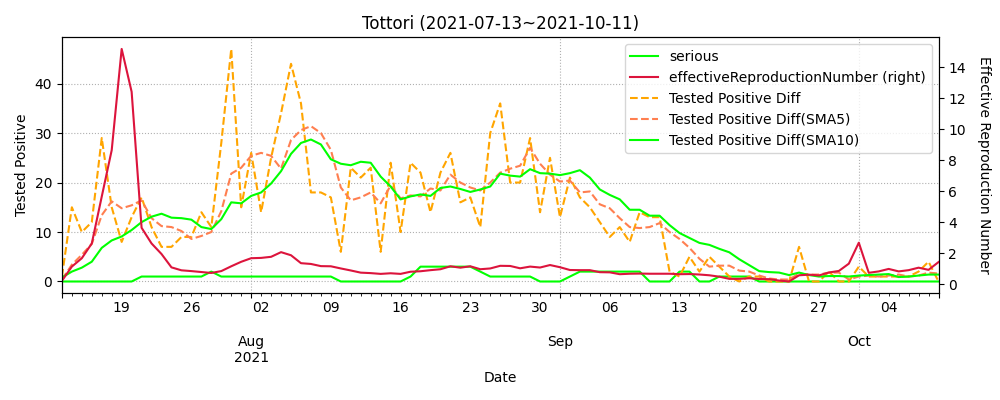 Tottori (2021-07-13~2021-10-11)
serious
effectiveReproductionNumber (right)
Tested Positive Diff
Tested Positive Diff(SMA5)
Tested Positive Diff(SMA10)
Tested Positive
40
30
20
10
0
14
12
10
8
6
4
2
0
Effective Reproduction Number
19 26 02 09 16 23 30 06 13 20 27 04
Aug Sep Oct
2021
Date